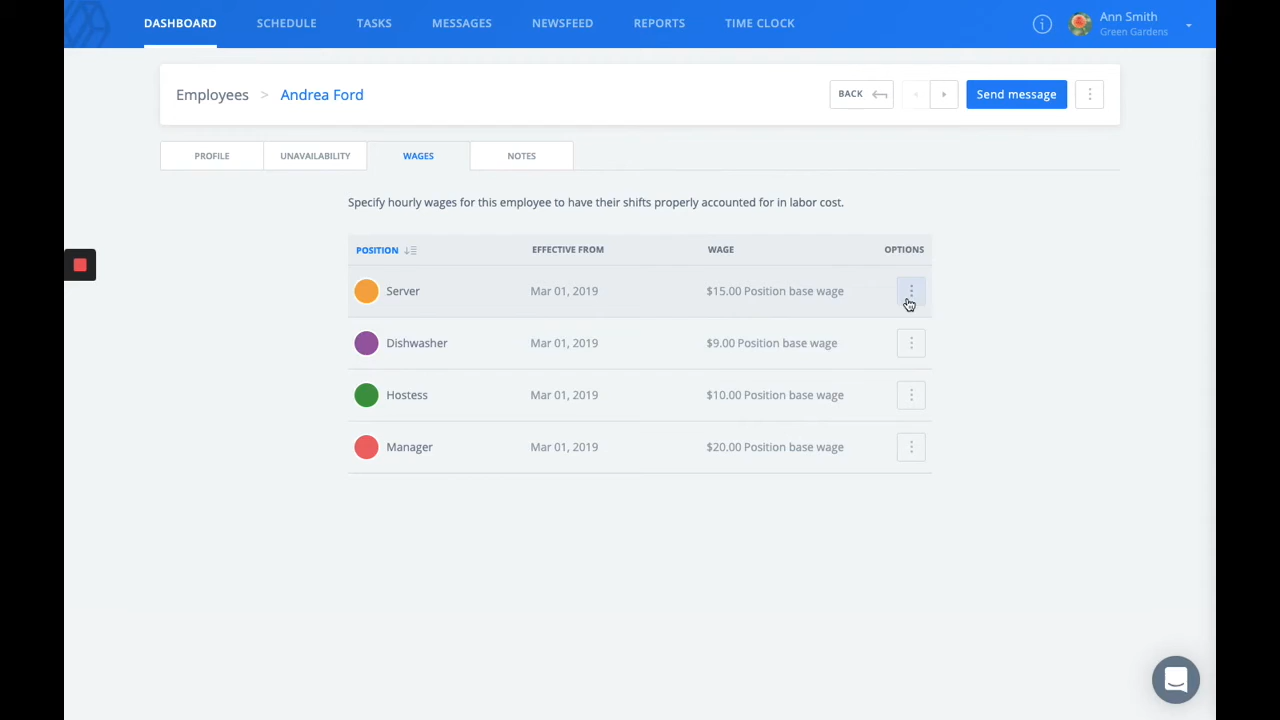 DASHBOARD SCHEDULE TASKS MESSAGES NEWSFEED REPORTS TIME CLOCK
Ann Smith
Green Gardens
Employees > Andrea Ford
BACK
Send message
PROFILE UNAVAILABILITY WAGES NOTES
Specify hourly wages for this employee to have their shifts properly accounted for in labor cost.
POSITION EFFECTIVE FROM WAGE OPTIONS
Server Mar 01, 2019 $15.00 Position base wage
Dishwasher Mar 01, 2019 $9.00 Position base wage
Hostess Mar 01, 2019 $10.00 Position base wage
Manager Mar 01, 2019 $20.00 Position base wage